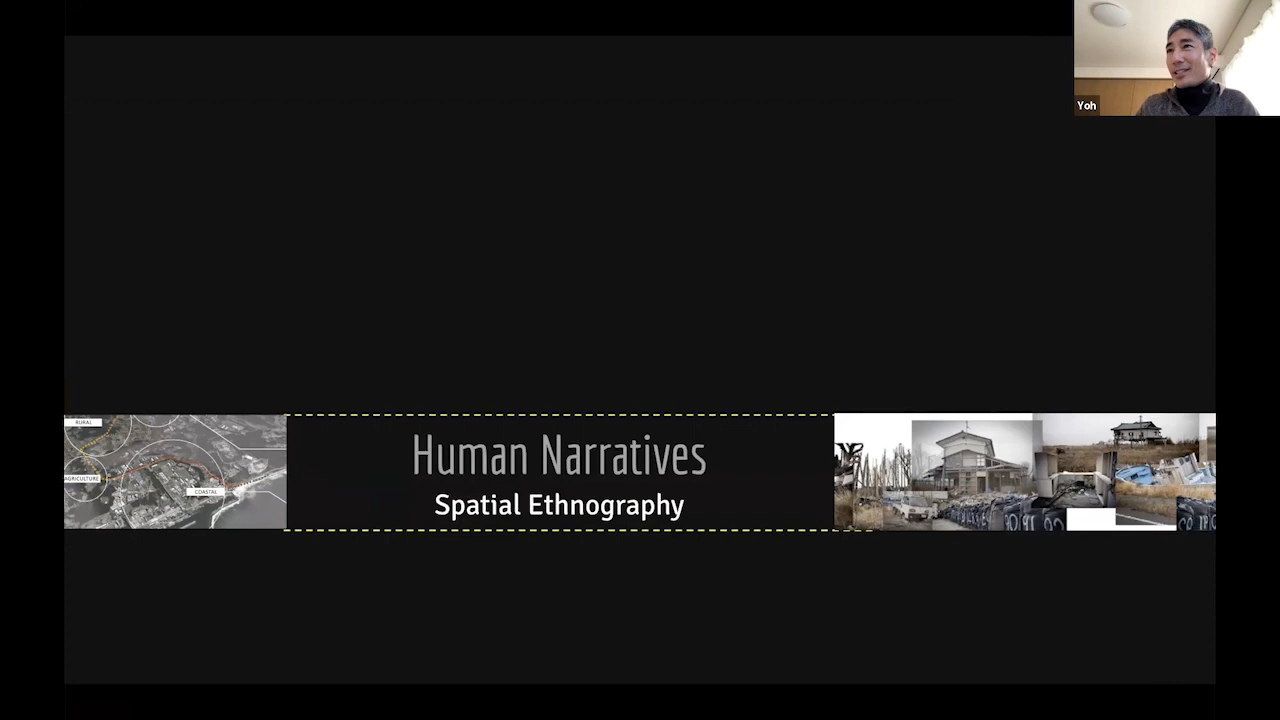 Yoh
RURAL
AGRICULTURE
COASTAL
Human Narratives
Spatial Ethnography